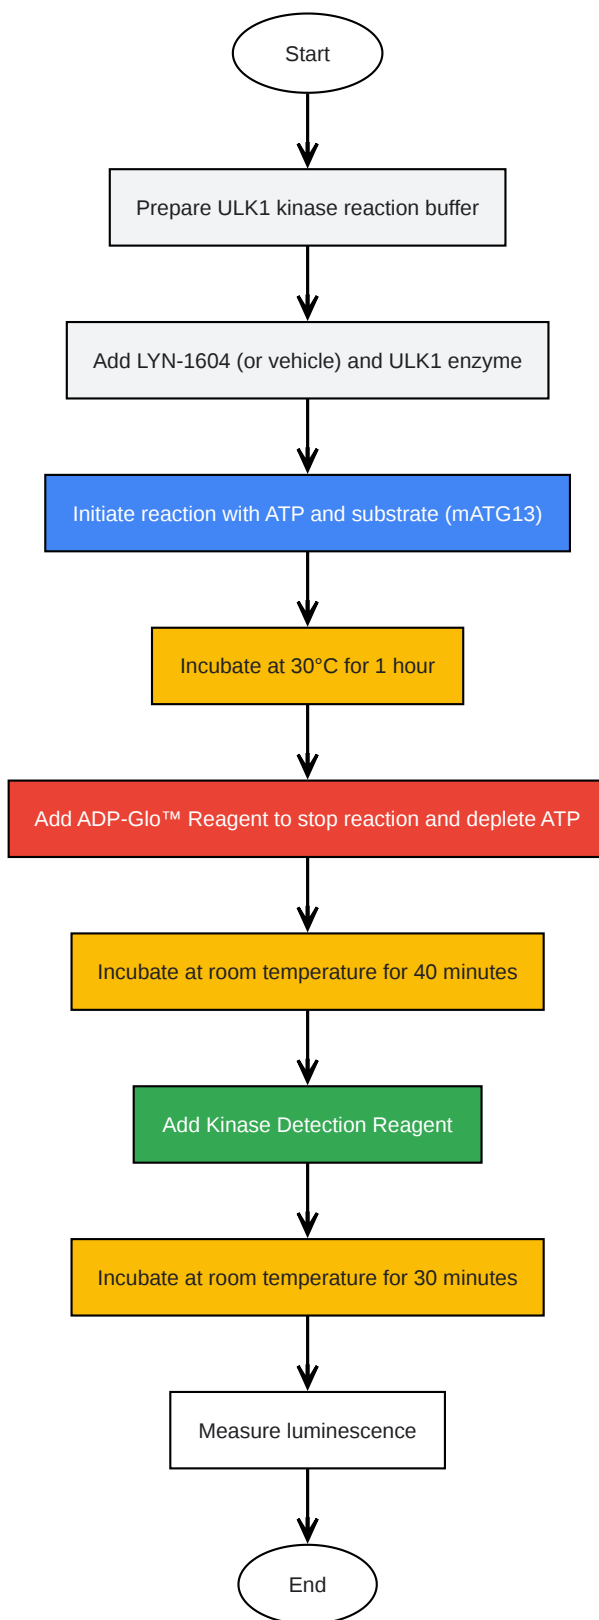 Start
Prepare ULK1 kinase reaction buffer
Add LYN-1604 (or vehicle) and ULK1 enzyme
Initiate reaction with ATP and substrate (mATG13)
Incubate at 30°C for 1 hour
Add ADP-Glo™ Reagent to stop reaction and deplete ATP
Incubate at room temperature for 40 minutes
Add Kinase Detection Reagent
Incubate at room temperature for 30 minutes
Measure luminescence
End